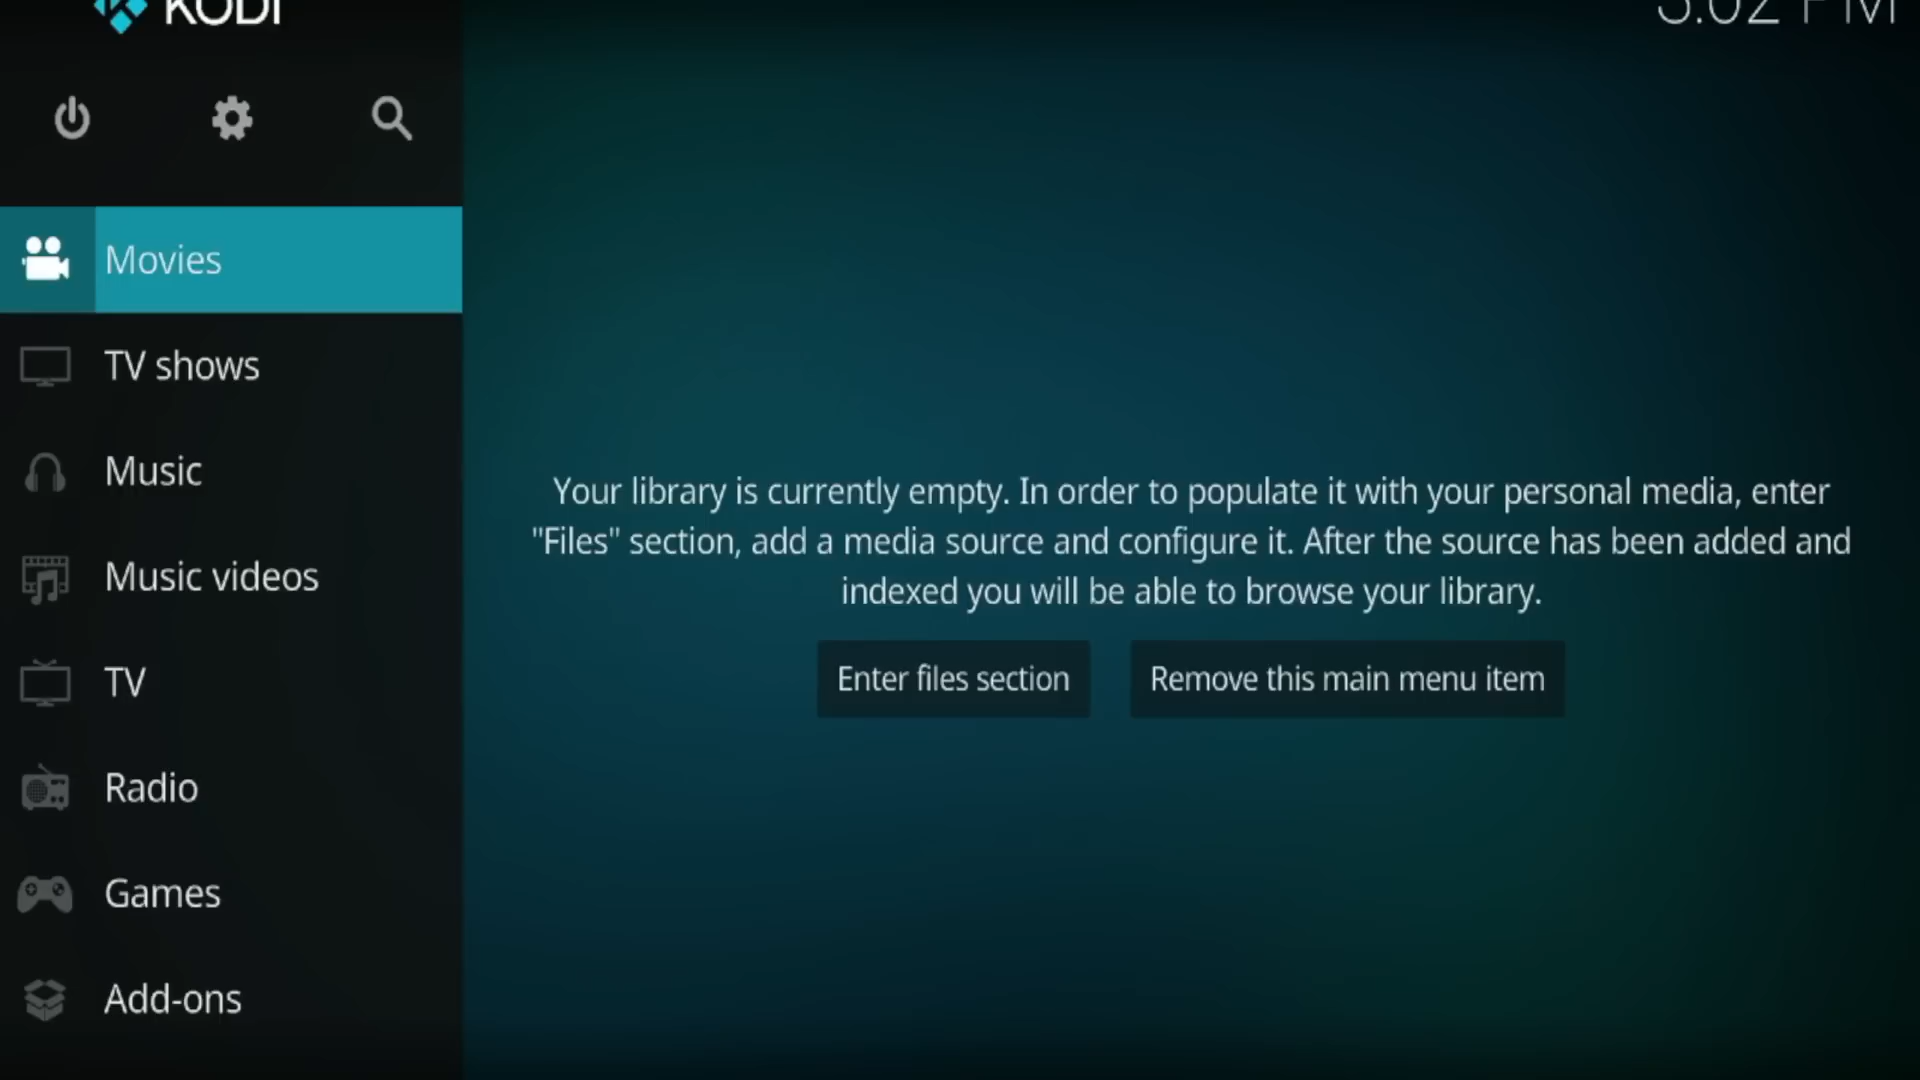 KODI
Movies
TV shows
Music
Music videos
TV
Radio
Games
Add-ons
Your library is currently empty. In order to populate it with your personal media, enter
"Files" section, add a media source and configure it. After the source has been added and
indexed you will be able to browse your library.
Enter files section
Remove this main menu item